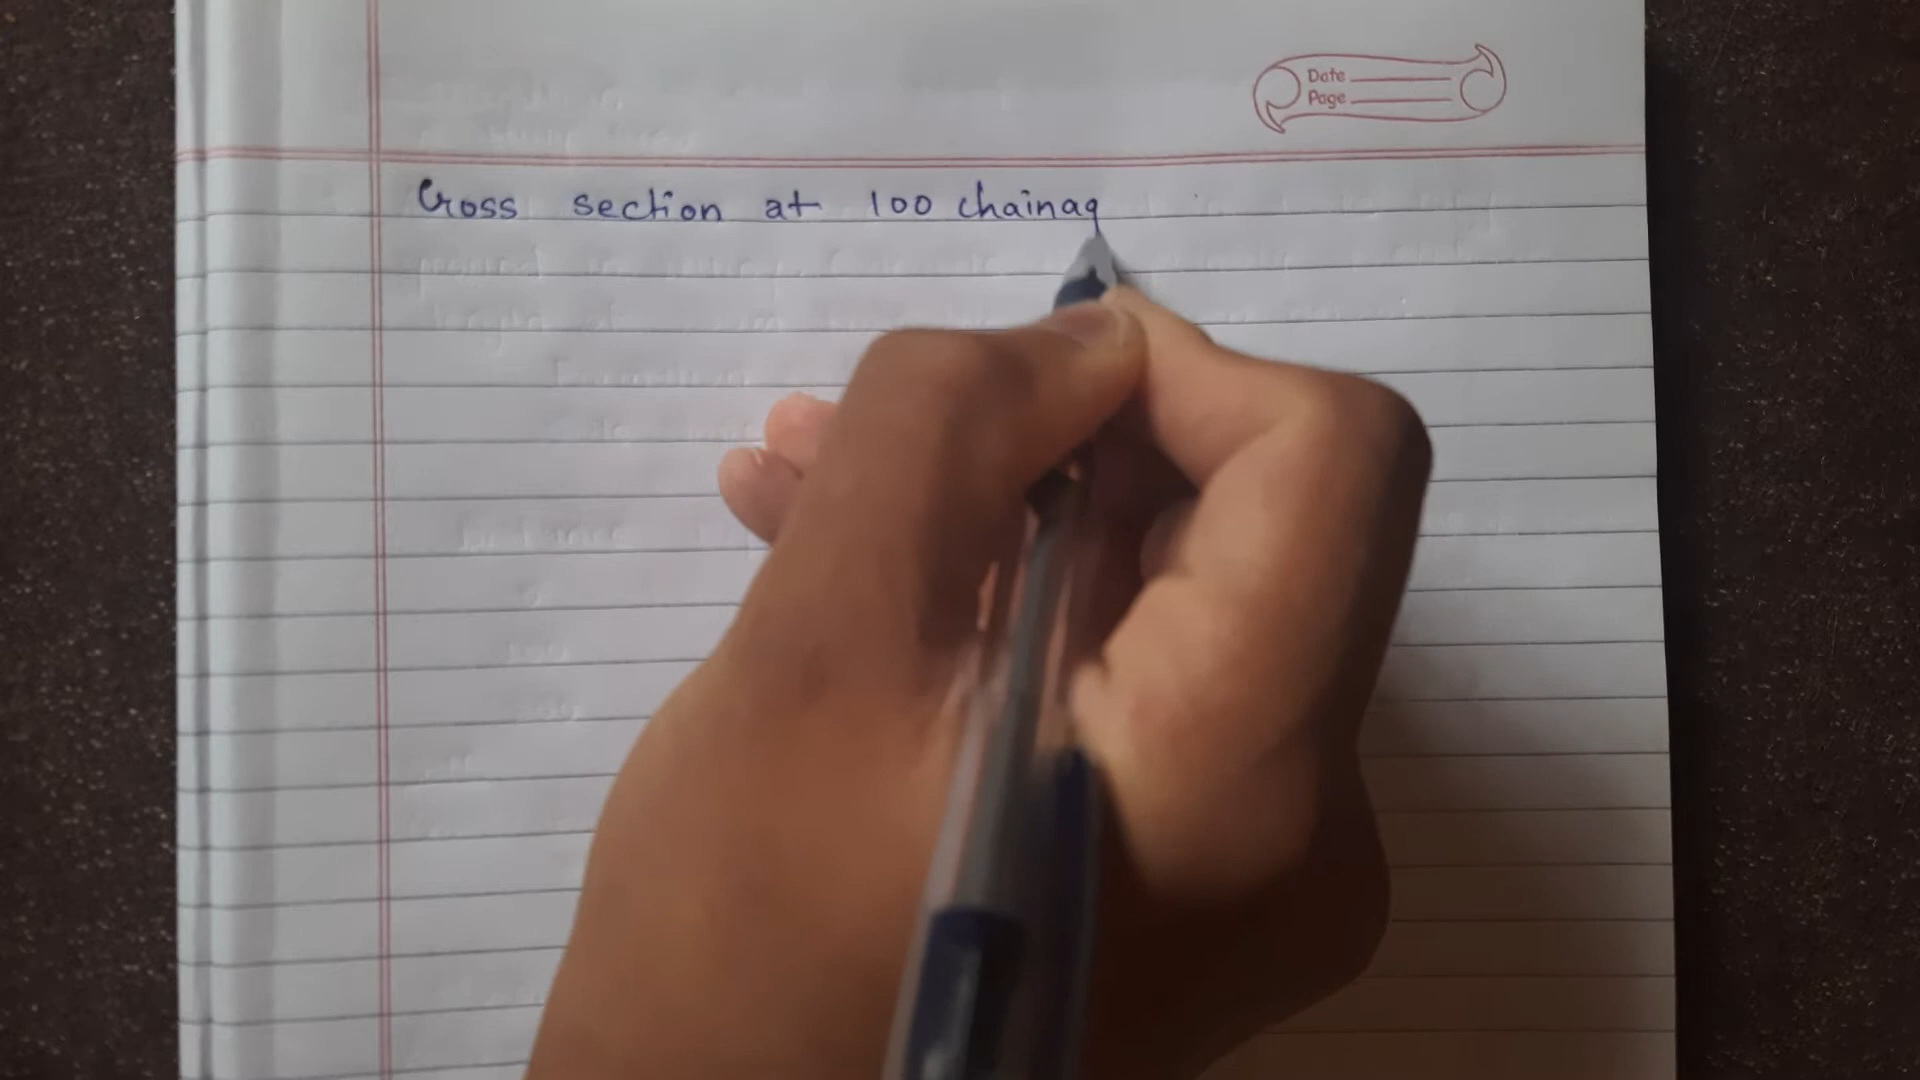 Date
Page
Cross section at 100 chainag